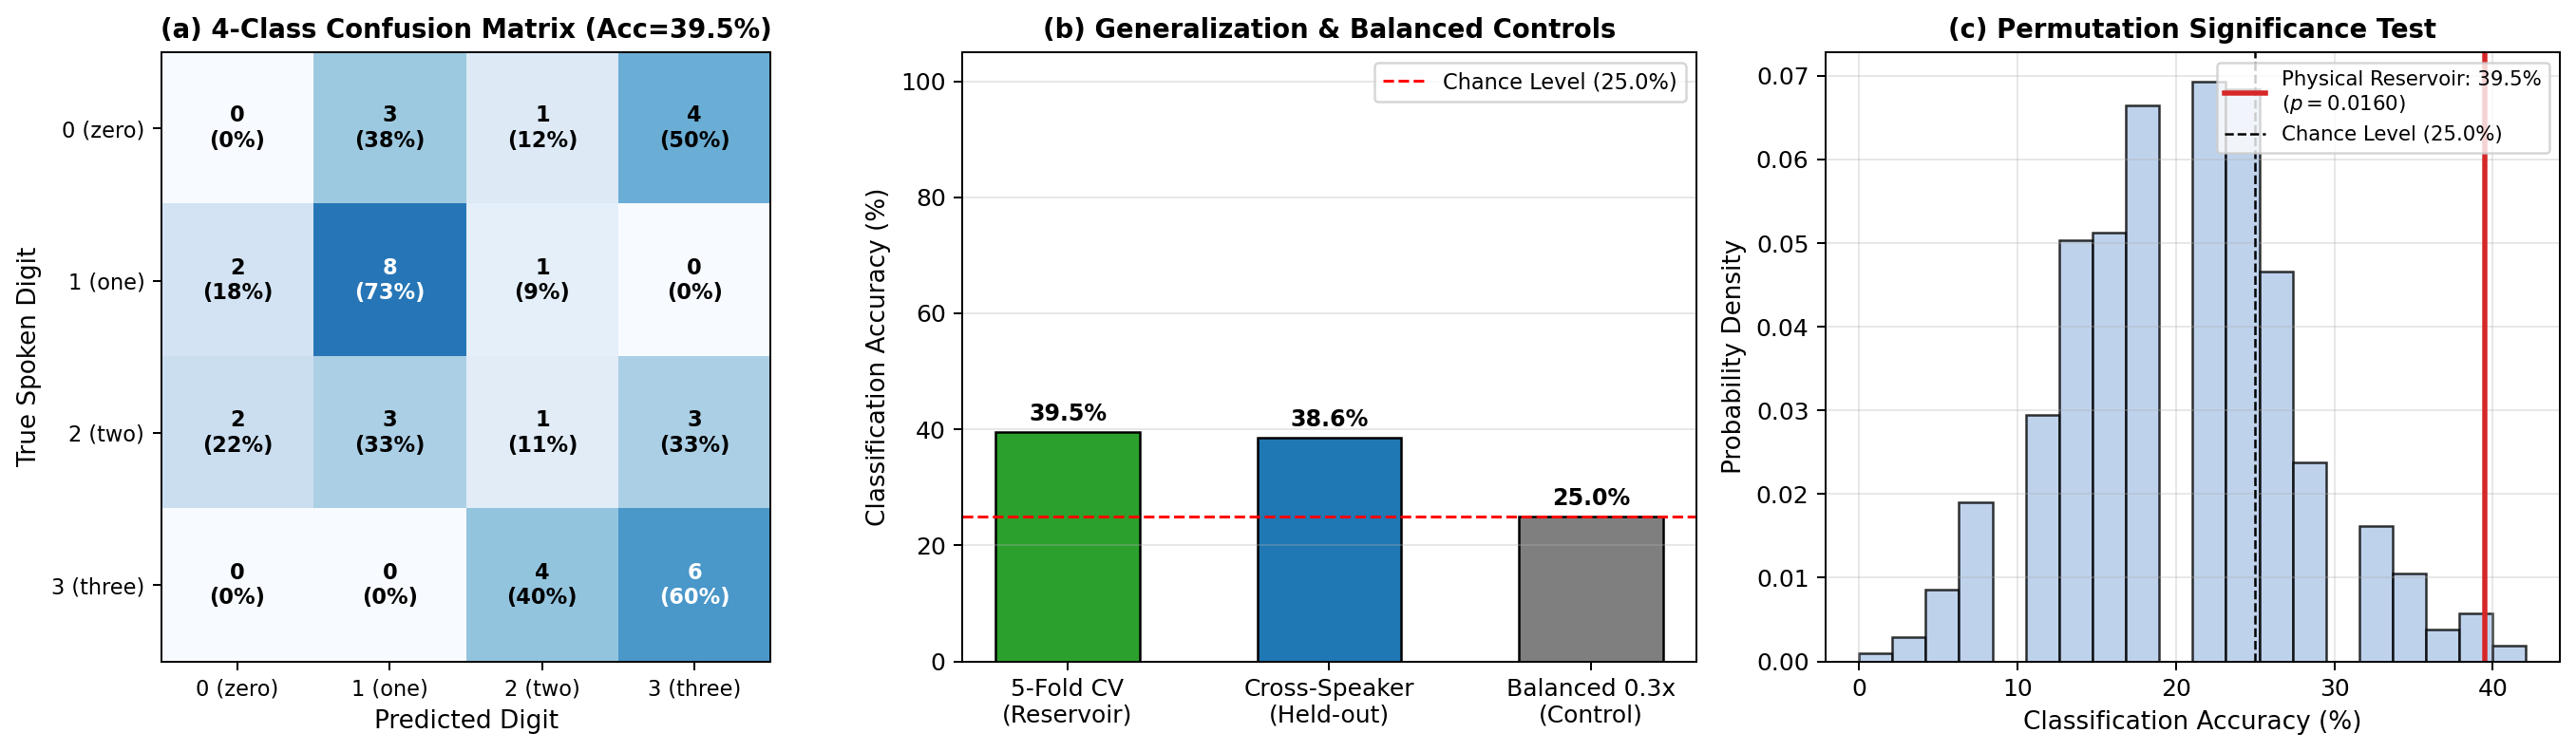 (a) 4-Class Confusion Matrix (Acc=39.5%)
True Spoken Digit
0 (zero)
0 3 1 4
(0%) (38%) (12%) (50%)
1 (one)
2 8 1 0
(18%) (73%) (9%) (0%)
2 (two)
2 3 1 3
(22%) (33%) (11%) (33%)
3 (three)
0 0 4 6
(0%) (0%) (40%) (60%)
0 (zero) 1 (one) 2 (two) 3 (three)
Predicted Digit
(b) Generalization & Balanced Controls
Classification Accuracy (%)
100
80
60
40
20
0
Chance Level (25.0%)
39.5%
38.6%
25.0%
5-Fold CV Cross-Speaker Balanced 0.3x
(Reservoir) (Held-out) (Control)
(c) Permutation Significance Test
Probability Density
0.07
0.06
0.05
0.04
0.03
0.02
0.01
0.00
Physical Reservoir: 39.5%
(p = 0.0160)
Chance Level (25.0%)
0 10 20 30 40
Classification Accuracy (%)